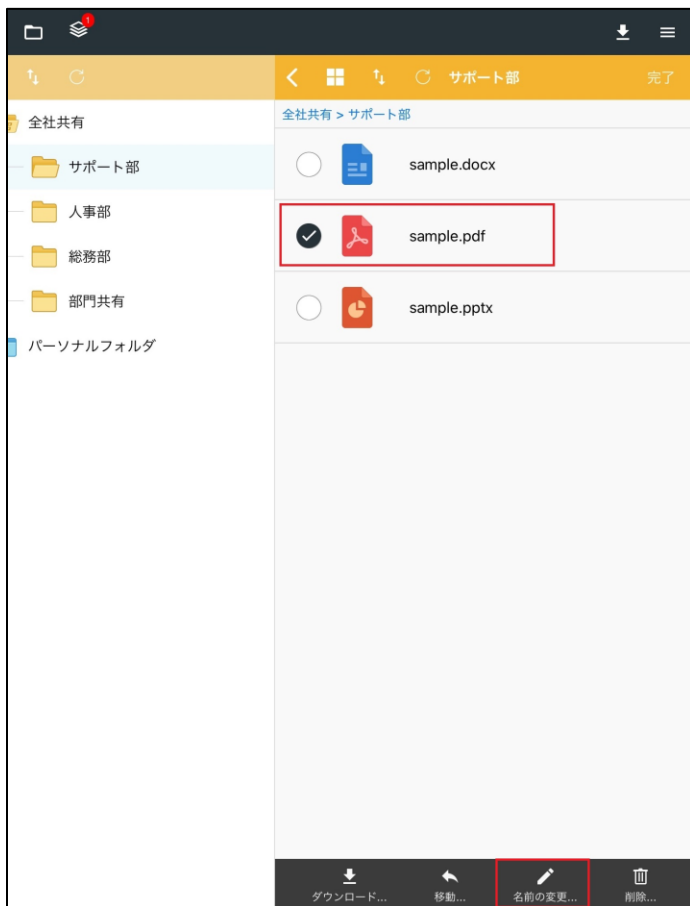 1
サポート部
完了
全社共有
サポート部
人事部
総務部
部門共有
パーソナルフォルダ
全社共有 > サポート部
sample.docx
sample.pdf
sample.pptx
ダウンロード...
移動...
名前の変更...
削除...